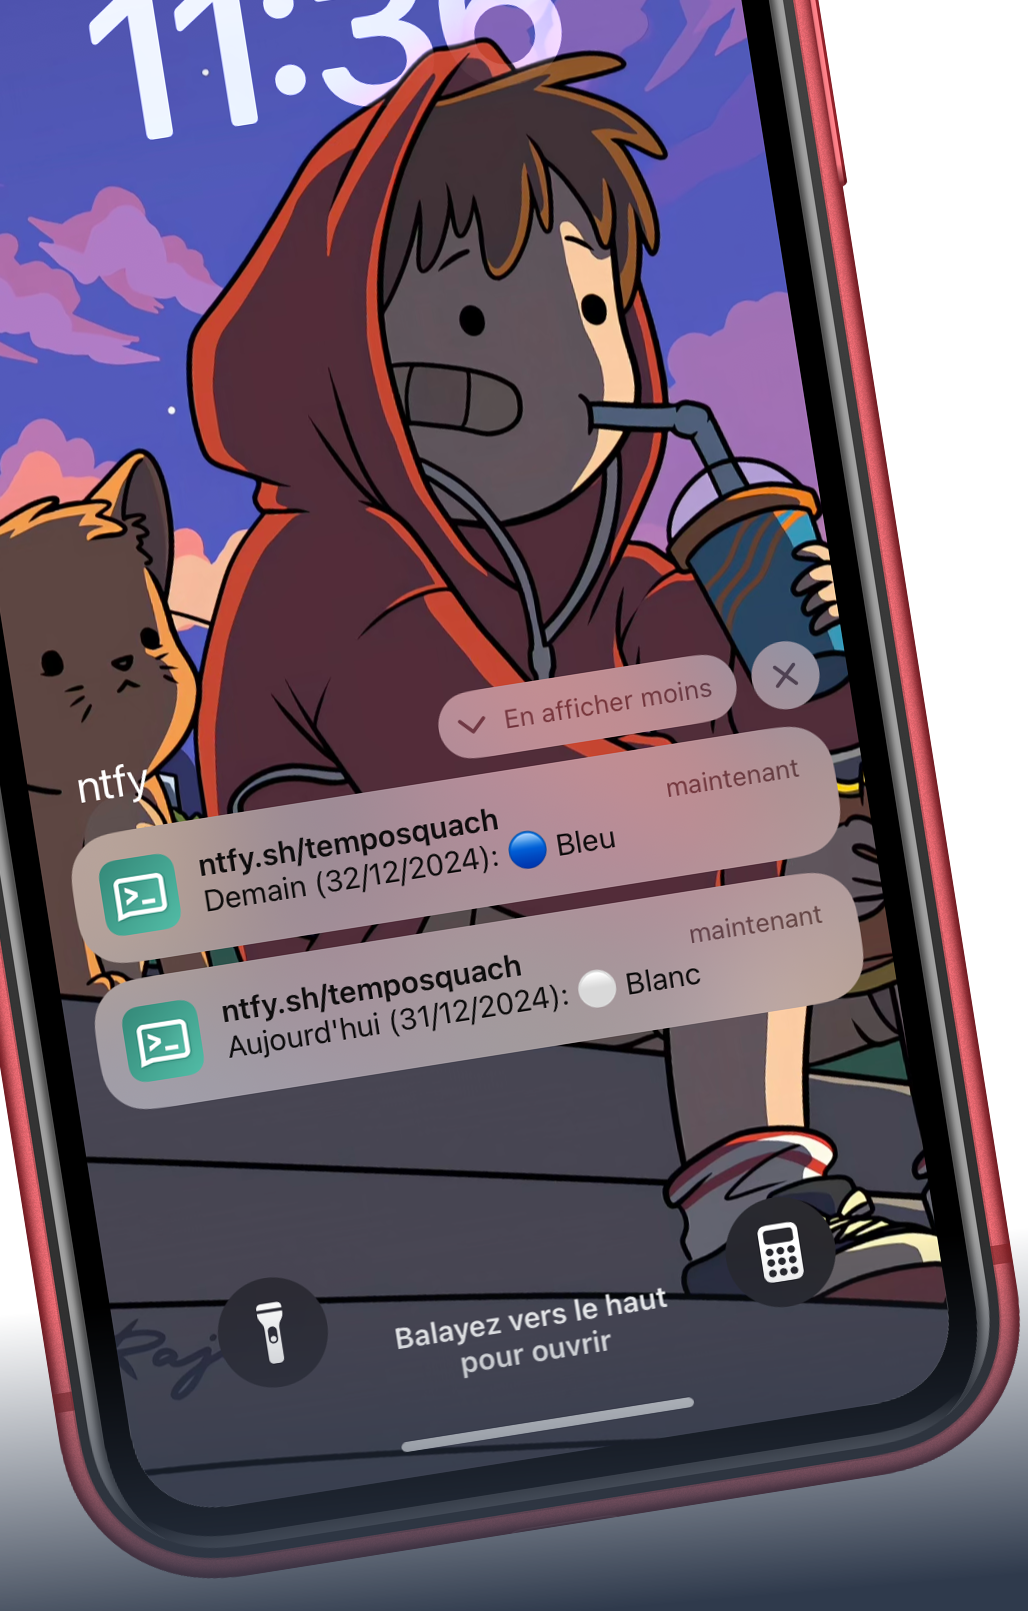 11:36
En afficher moins
ntfy
maintenant
ntfy.sh/temposquach
Demain (32/12/2024): 🔵 Bleu
maintenant
ntfy.sh/temposquach
Aujourd'hui (31/12/2024): ⚪ Blanc
Balayez vers le haut
pour ouvrir
Raj